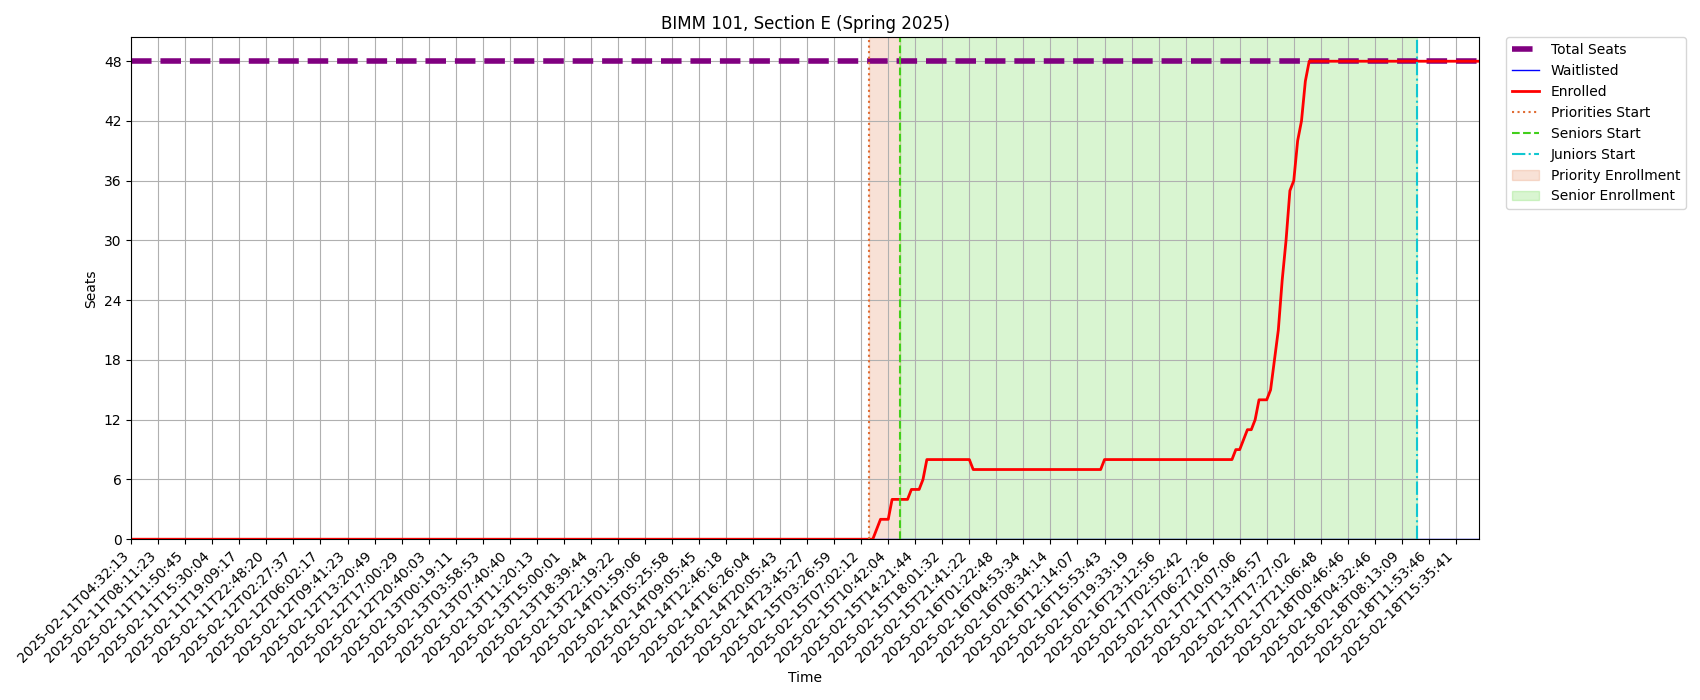 BIMM 101, Section E (Spring 2025)
Total Seats
Waitlisted
Enrolled
Priorities Start
Seniors Start
Juniors Start
Priority Enrollment
Senior Enrollment
Seats
48
42
36
30
24
18
12
6
0
2025-02-11T04:32:13
2025-02-11T08:11:23
2025-02-11T11:50:45
2025-02-11T15:30:04
2025-02-11T19:09:17
2025-02-11T22:48:20
2025-02-12T02:27:37
2025-02-12T06:02:17
2025-02-12T09:41:23
2025-02-12T13:20:49
2025-02-12T17:00:29
2025-02-12T20:40:03
2025-02-13T00:19:11
2025-02-13T03:58:53
2025-02-13T07:40:40
2025-02-13T11:20:13
2025-02-13T15:00:01
2025-02-13T18:39:44
2025-02-13T22:19:22
2025-02-14T01:59:06
2025-02-14T05:25:58
2025-02-14T09:05:45
2025-02-14T12:46:18
2025-02-14T16:26:04
2025-02-14T20:05:43
2025-02-14T23:45:27
2025-02-15T03:26:59
2025-02-15T07:02:12
2025-02-15T10:42:04
2025-02-15T14:21:44
2025-02-15T18:01:32
2025-02-15T21:41:22
2025-02-16T01:22:48
2025-02-16T04:53:34
2025-02-16T08:34:14
2025-02-16T12:14:07
2025-02-16T15:53:43
2025-02-16T19:33:19
2025-02-16T23:12:56
2025-02-17T02:52:42
2025-02-17T06:27:26
2025-02-17T10:07:06
2025-02-17T13:46:57
2025-02-17T17:27:02
2025-02-17T21:06:48
2025-02-18T00:46:46
2025-02-18T04:32:46
2025-02-18T08:13:09
2025-02-18T11:53:46
2025-02-18T15:35:41
Time